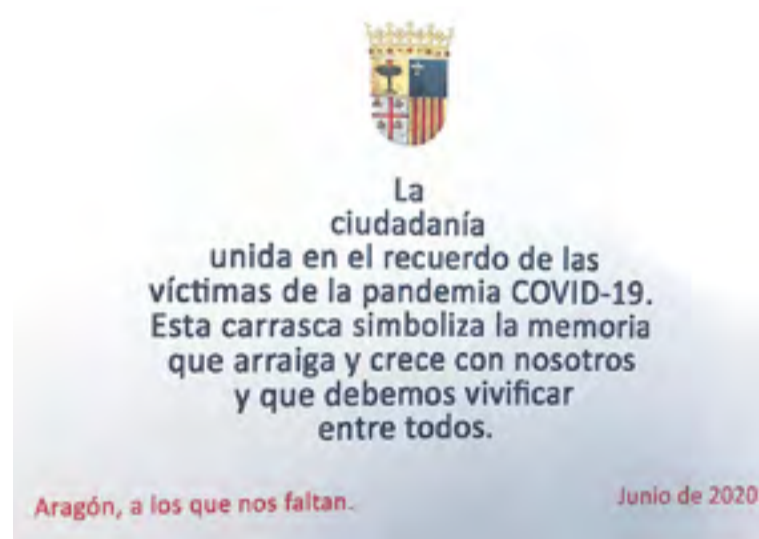 La
ciudadanía
unida en el recuerdo de las
víctimas de la pandemia COVID-19.
Esta carrasca simboliza la memoria
que arraiga y crece con nosotros
y que debemos vivificar
entre todos.
Aragón, a los que nos faltan.
Junio de 2020